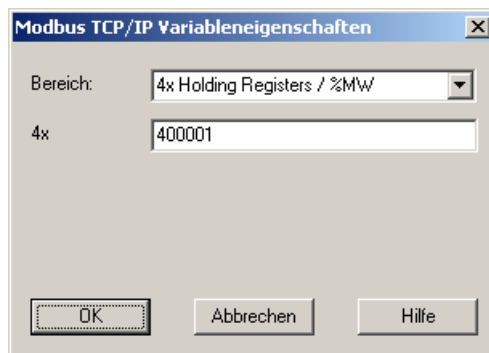 Modbus TCP/IP Variableneigenschaften
Bereich: 4x Holding Registers / %MW
4x 400001
OK Abbrechen Hilfe